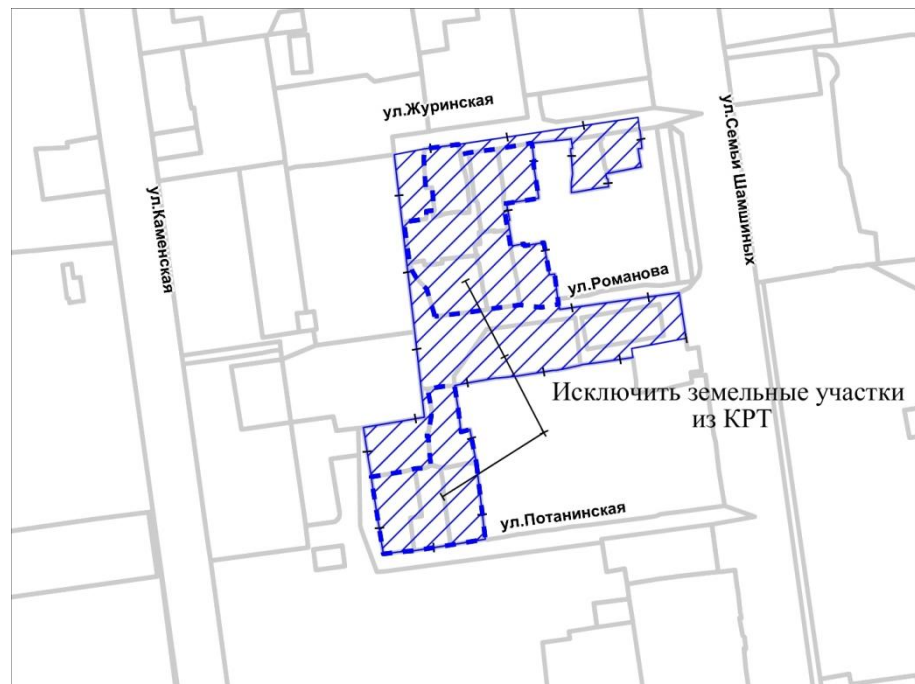 ул.Журинская
ул.Семьи Шамшиных
ул.Каменская
ул.Романова
Исключить земельные участки
из КРТ
ул.Потанинская